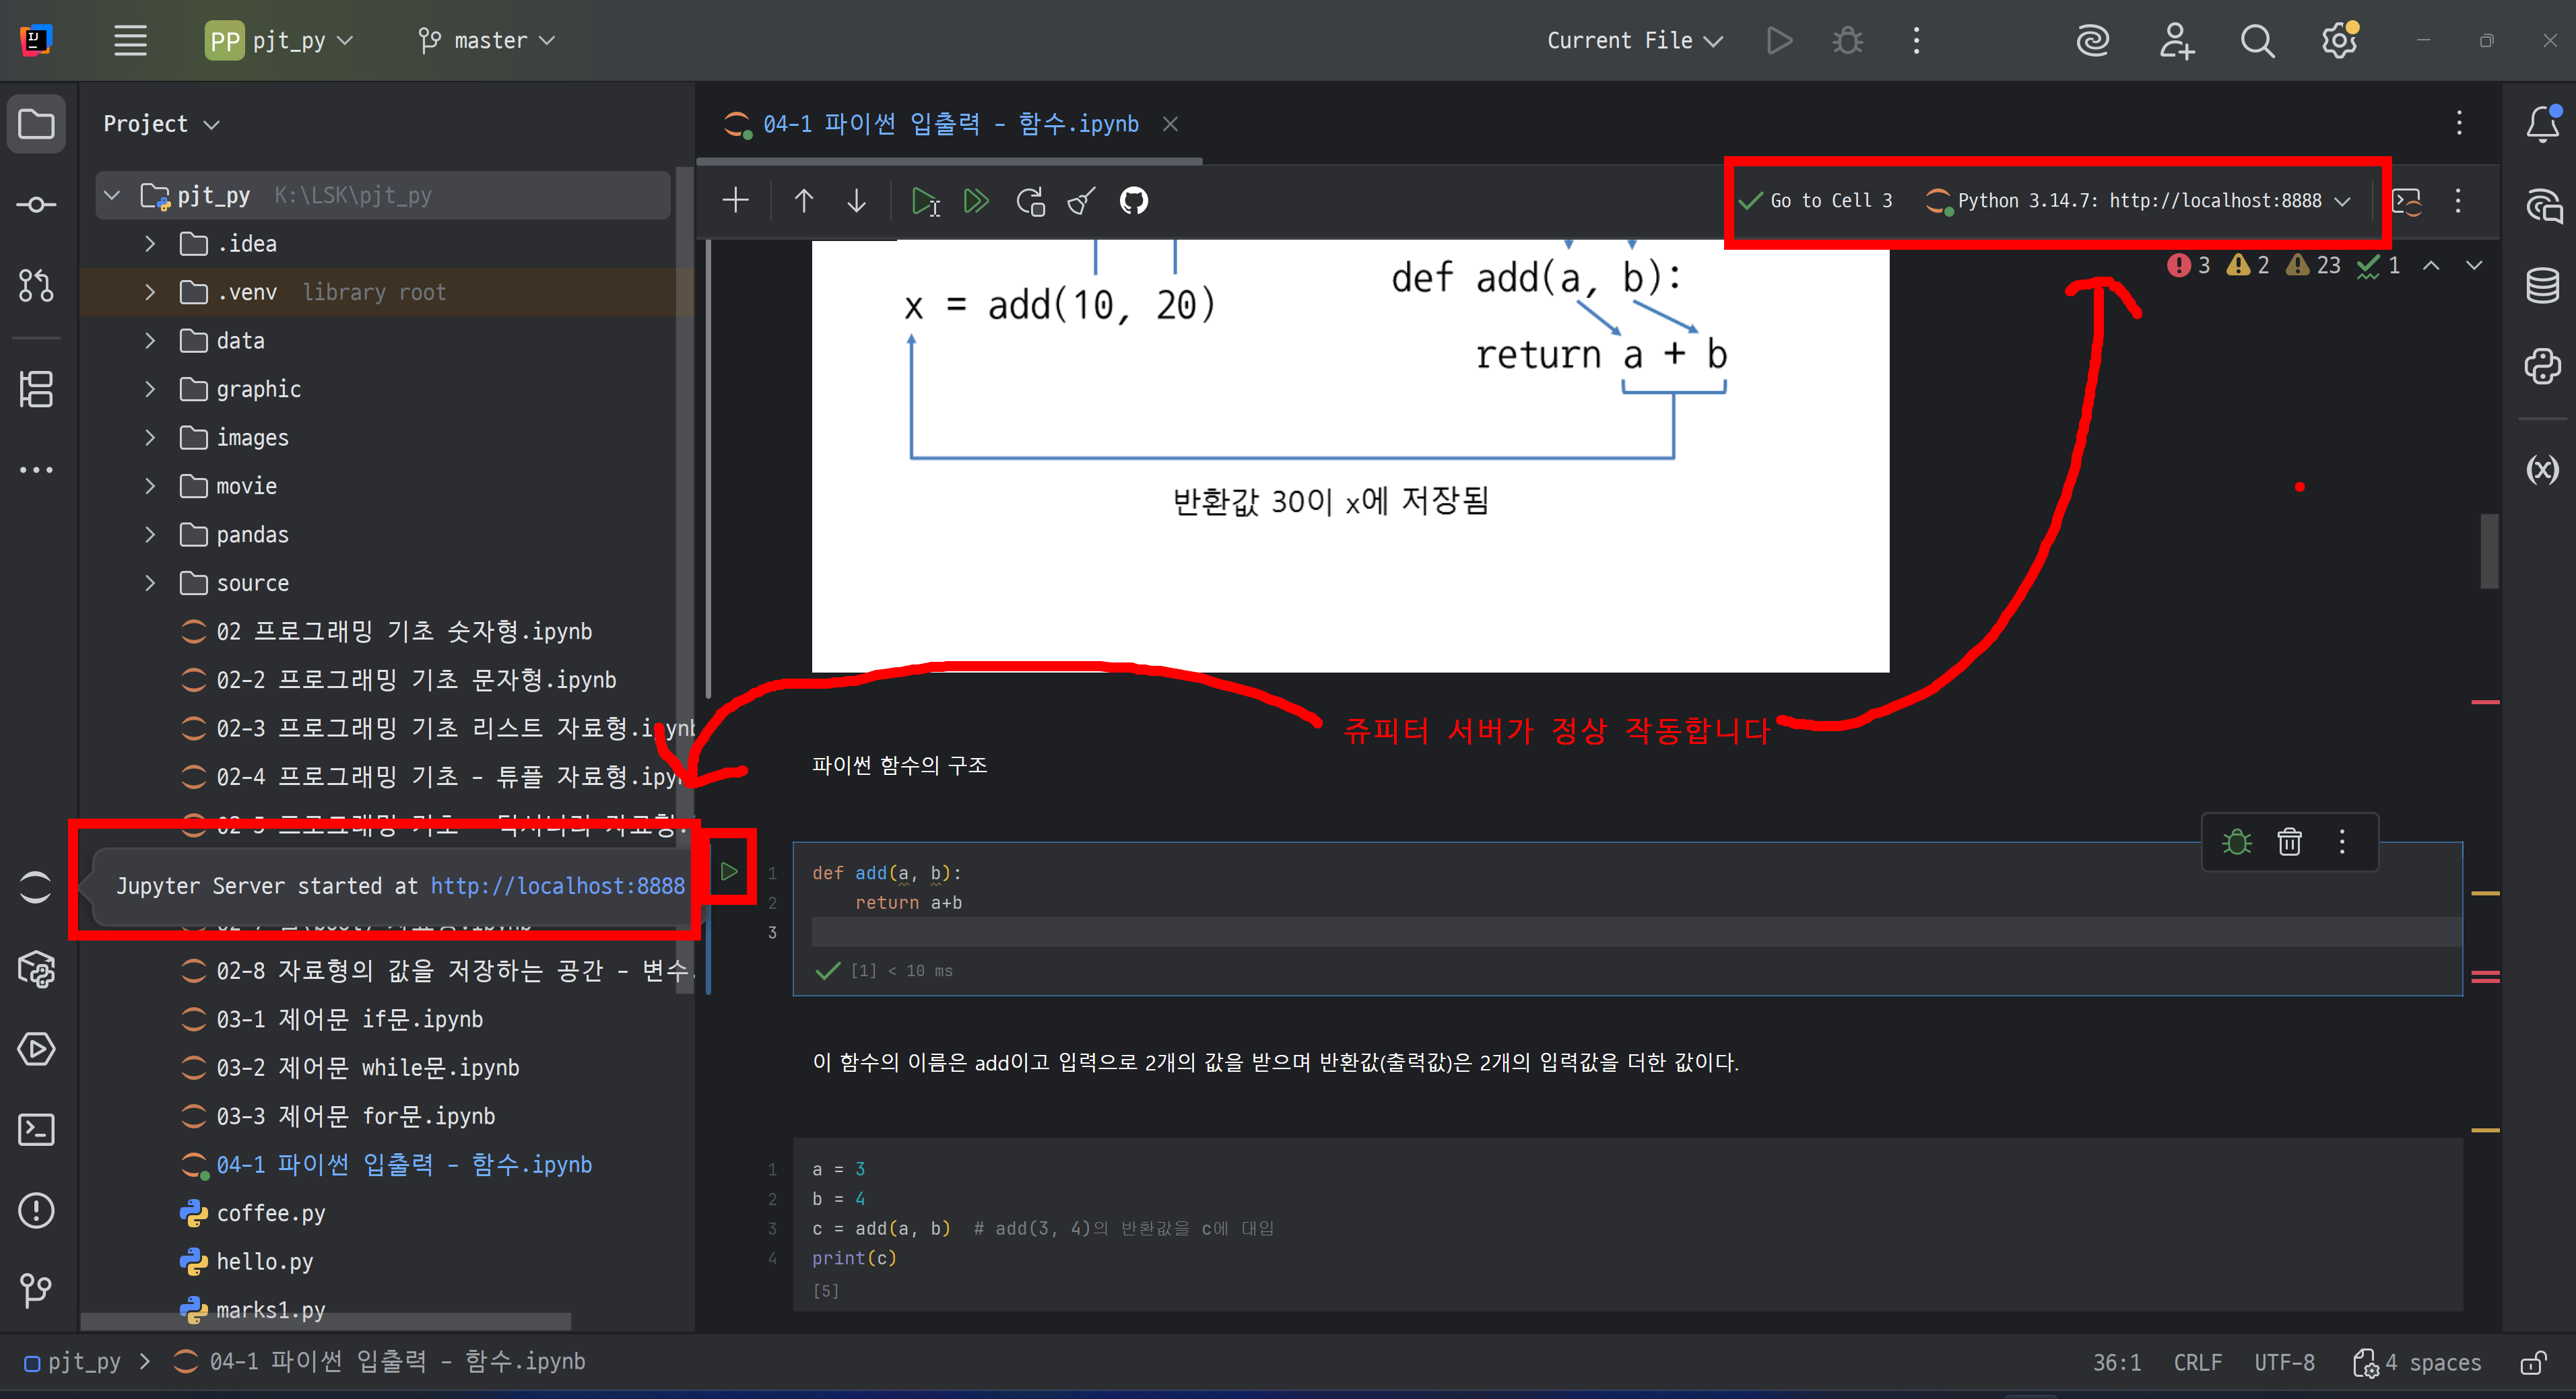 PP pjt_py
master
Current File
Project
04-1 파이썬 입출력 - 함수.ipynb
pjt_py K:\LSK\pjt_py
Go to Cell 3
Python 3.14.7: http://localhost:8888
.idea
.venv library root
data
graphic
images
movie
pandas
source
02 프로그래밍 기초 숫자형.ipynb
02-2 프로그래밍 기초 문자형.ipynb
02-3 프로그래밍 기초 리스트 자료형.ipynb
02-4 프로그래밍 기초 - 튜플 자료형.ipyn
Jupyter Server started at http://localhost:8888
02-8 자료형의 값을 저장하는 공간 - 변수.
03-1 제어문 if문.ipynb
03-2 제어문 while문.ipynb
03-3 제어문 for문.ipynb
04-1 파이썬 입출력 - 함수.ipynb
coffee.py
hello.py
marks1.py
3 2 23 1
def add(a, b):
x = add(10, 20)
return a + b
반환값 30이 x에 저장됨
쥬피터 서버가 정상 작동합니다
파이썬 함수의 구조
1 def add(a, b):
2 return a+b
3
[1] < 10 ms
이 함수의 이름은 add이고 입력으로 2개의 값을 받으며 반환값(출력값)은 2개의 입력값을 더한 값이다.
1 a = 3
2 b = 4
3 c = add(a, b) # add(3, 4)의 반환값을 c에 대입
4 print(c)
[5]
pjt_py > 04-1 파이썬 입출력 - 함수.ipynb
36:1 CRLF UTF-8 4 spaces